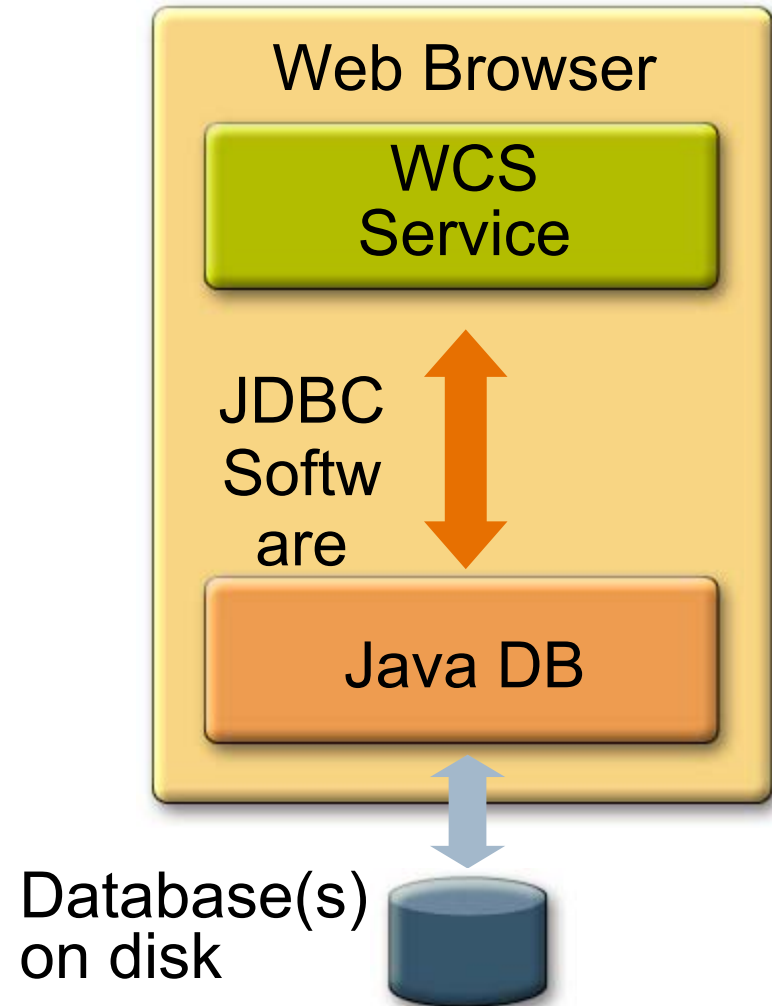 Web Browser
WCS
Service
JDBC
Softw
are
Java DB
Database(s)
on disk